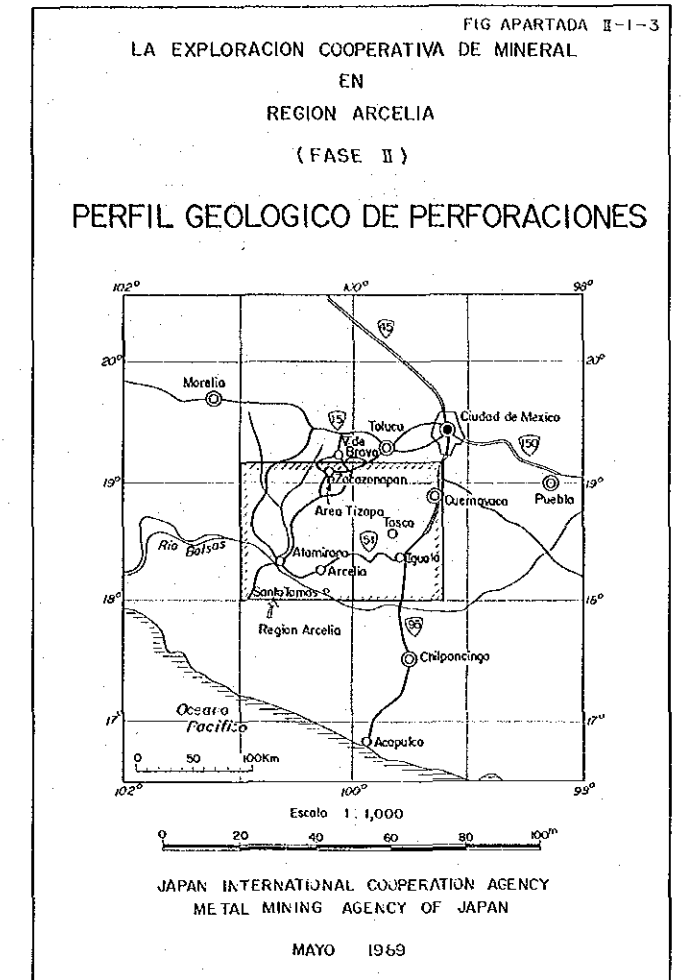 FIG APARTADA II-1-3
LA EXPLORACION COOPERATIVA DE MINERAL
EN
REGION ARCELIA
(FASE II)
PERFIL GEOLOGICO DE PERFORACIONES
102° 100° 98°
45
20° 20°
Morelia
15
Toluca
Ciudad de Mexico
V.de
Bravo
150
19° 19°
Zacazonapan
Cuernavaca
Puebla
Area Tizapa
Tasco
51
Rio Balsas
Altamirano
Iguala
Arcelia
18° 18°
Santo Tomas P.
Region Arcelia
95
Chilpancingo
Oceano
Pacifiso
17° 17°
Acapulco
0 50 100Km
102° 100° 98°
Escala 1:1,000
0 20 40 60 80 100m
JAPAN INTERNATIONAL COOPERATION AGENCY
METAL MINING AGENCY OF JAPAN
MAYO 1989